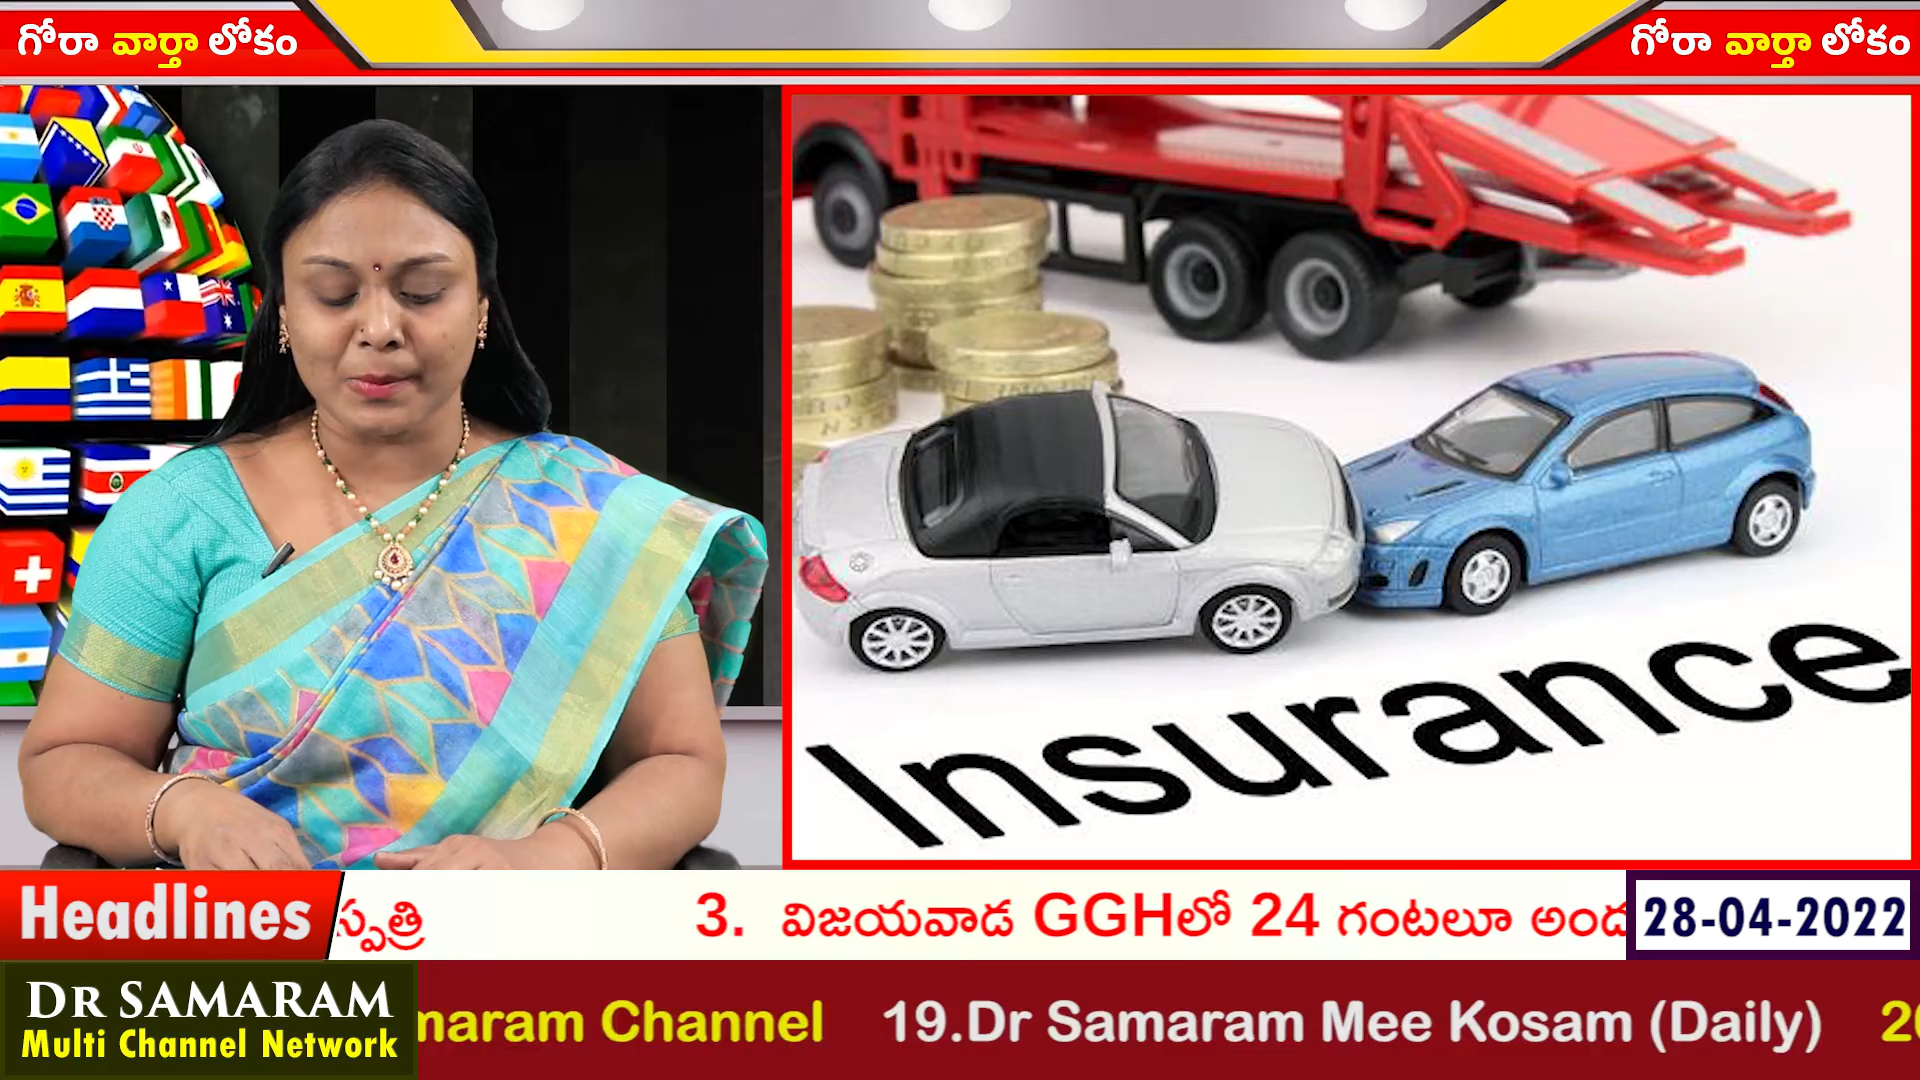 గోరా వార్తా లోకం
గోరా వార్తా లోకం
Insurance
Headlines
స్పత్రి 3. విజయవాడ GGHలో 24 గంటలూ
28-04-2022
DR SAMARAM
Multi Channel Network
Channel 19.Dr Samaram Mee Kosam (Daily)